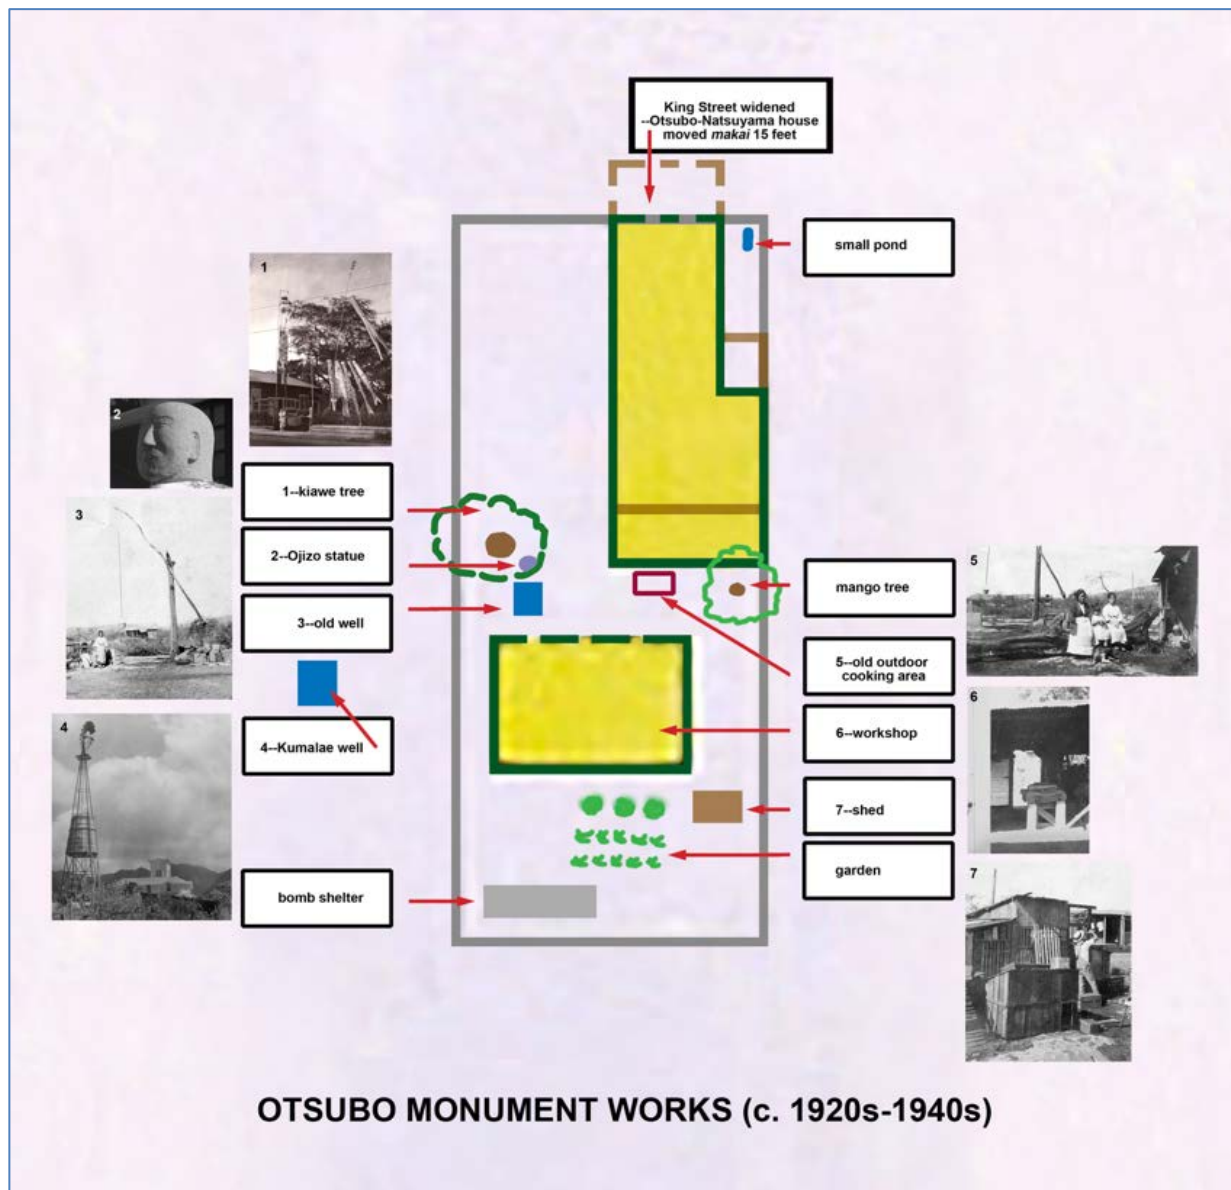 King Street widened
--Otsubo-Natsuyama house
moved makai 15 feet
small pond
1
2
1--kiawe tree
3
2--Ojizo statue
3--old well
4
4--Kumalae well
bomb shelter
mango tree
5
5--old outdoor
cooking area
6
6--workshop
7--shed
garden
7
OTSUBO MONUMENT WORKS (c. 1920s-1940s)